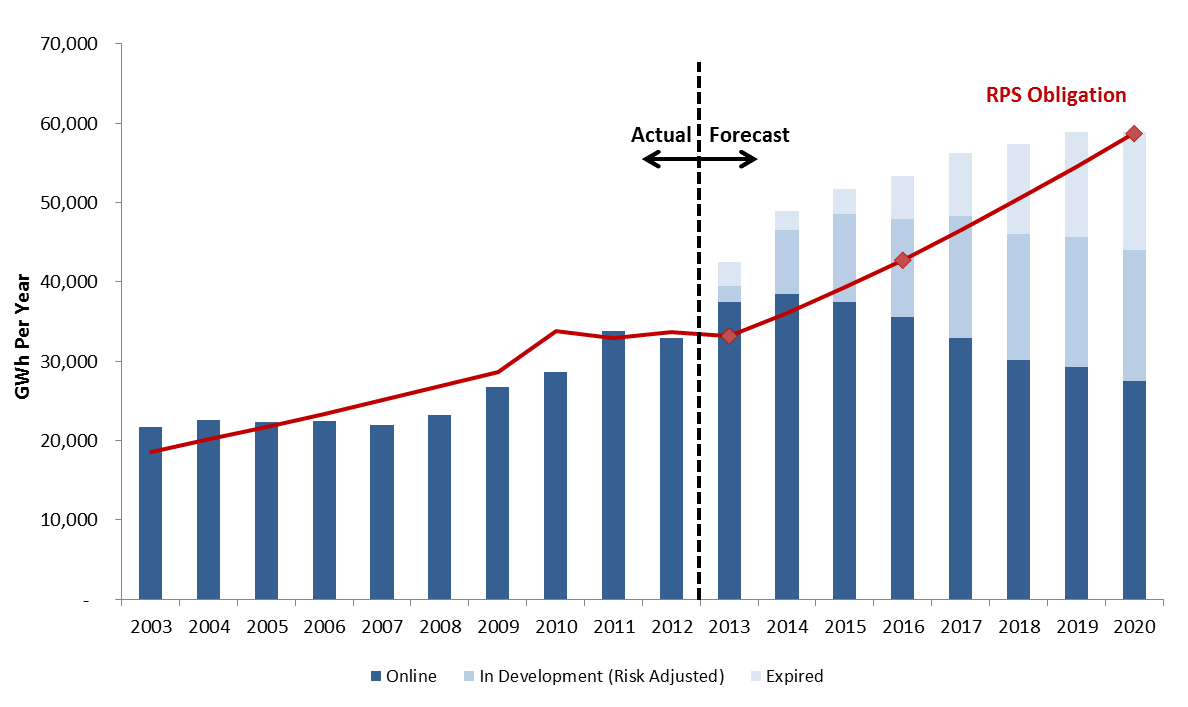 70,000
60,000
50,000
40,000
30,000
20,000
10,000
-
GWh Per Year
RPS Obligation
Actual Forecast
2003 2004 2005 2006 2007 2008 2009 2010 2011 2012 2013 2014 2015 2016 2017 2018 2019 2020
Online In Development (Risk Adjusted) Expired